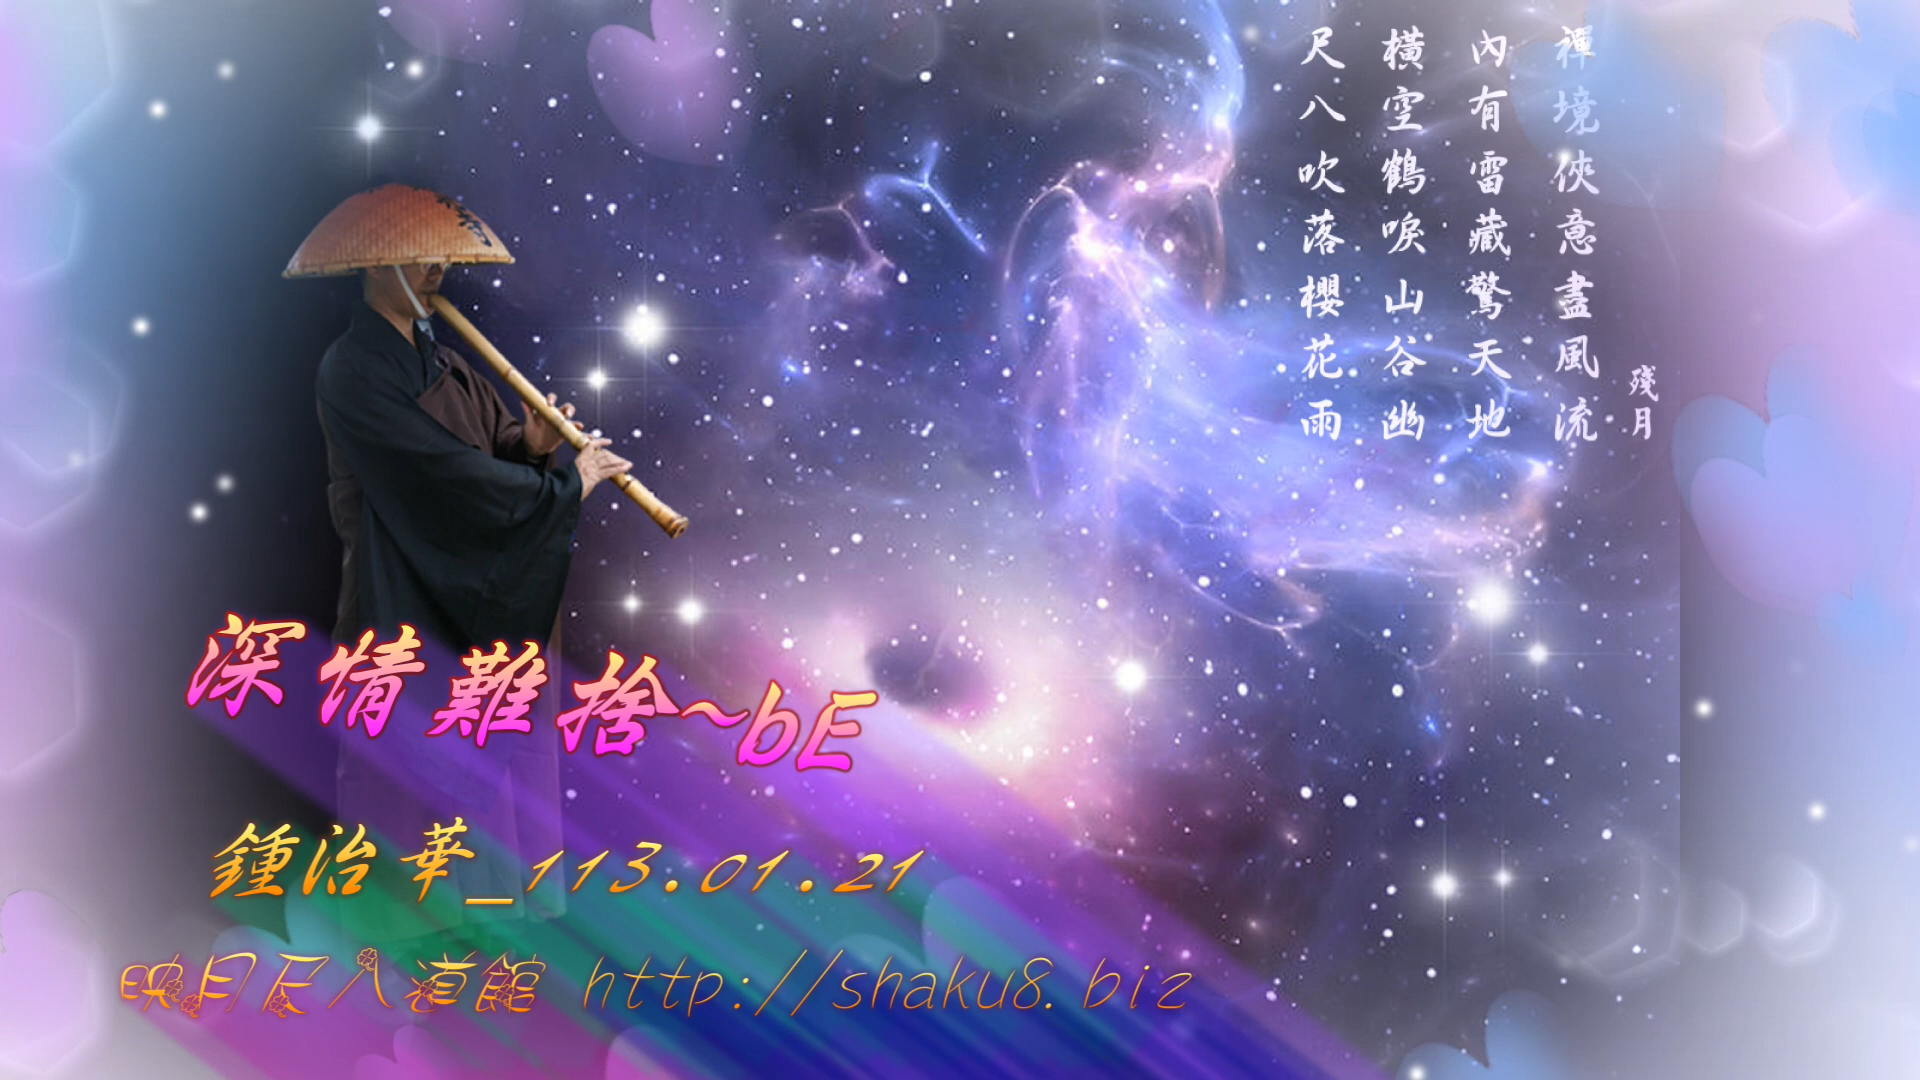 尺八吹落櫻花雨
橫空鶴唳山谷幽
內有雷藏驚天地
禪境俠意盡風流
殘月
深情難捨~bE
鍾治華_113.01.21
映月尺八道館 http://shaku8.biz